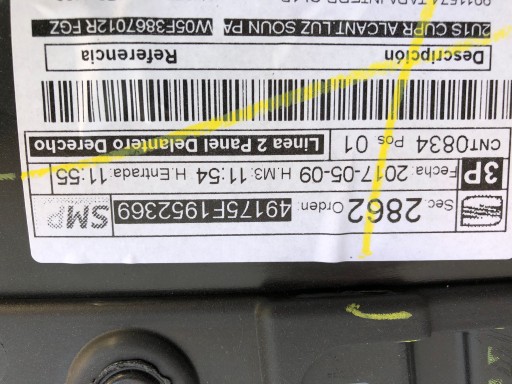 Sec 2862 Orden: 49175F1952369 SMP
3P Fecha: 2017-05-09 H.M3: 11:54 H.Entrada: 11:55
CNT0834 Pos 01 Linea 2 Panel Delantero Derecho
Descripción Referencia
2U1S CUPR ALCANT.LUZ SOUN PA W05F3867012R FGZ